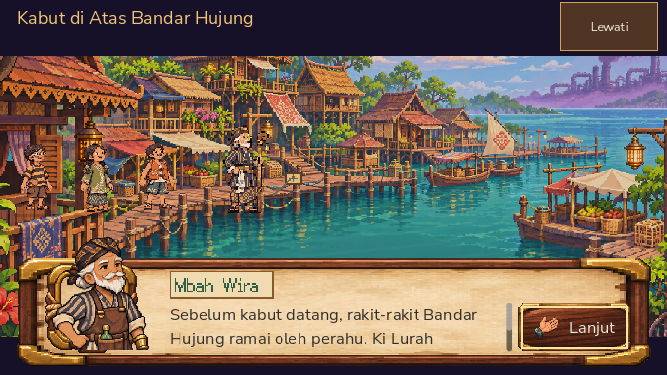 Kabut di Atas Bandar Hujung
Lewati
Mbah Wira
Sebelum kabut datang, rakit-rakit Bandar
Hujung ramai oleh perahu. Ki Lurah
Lanjut